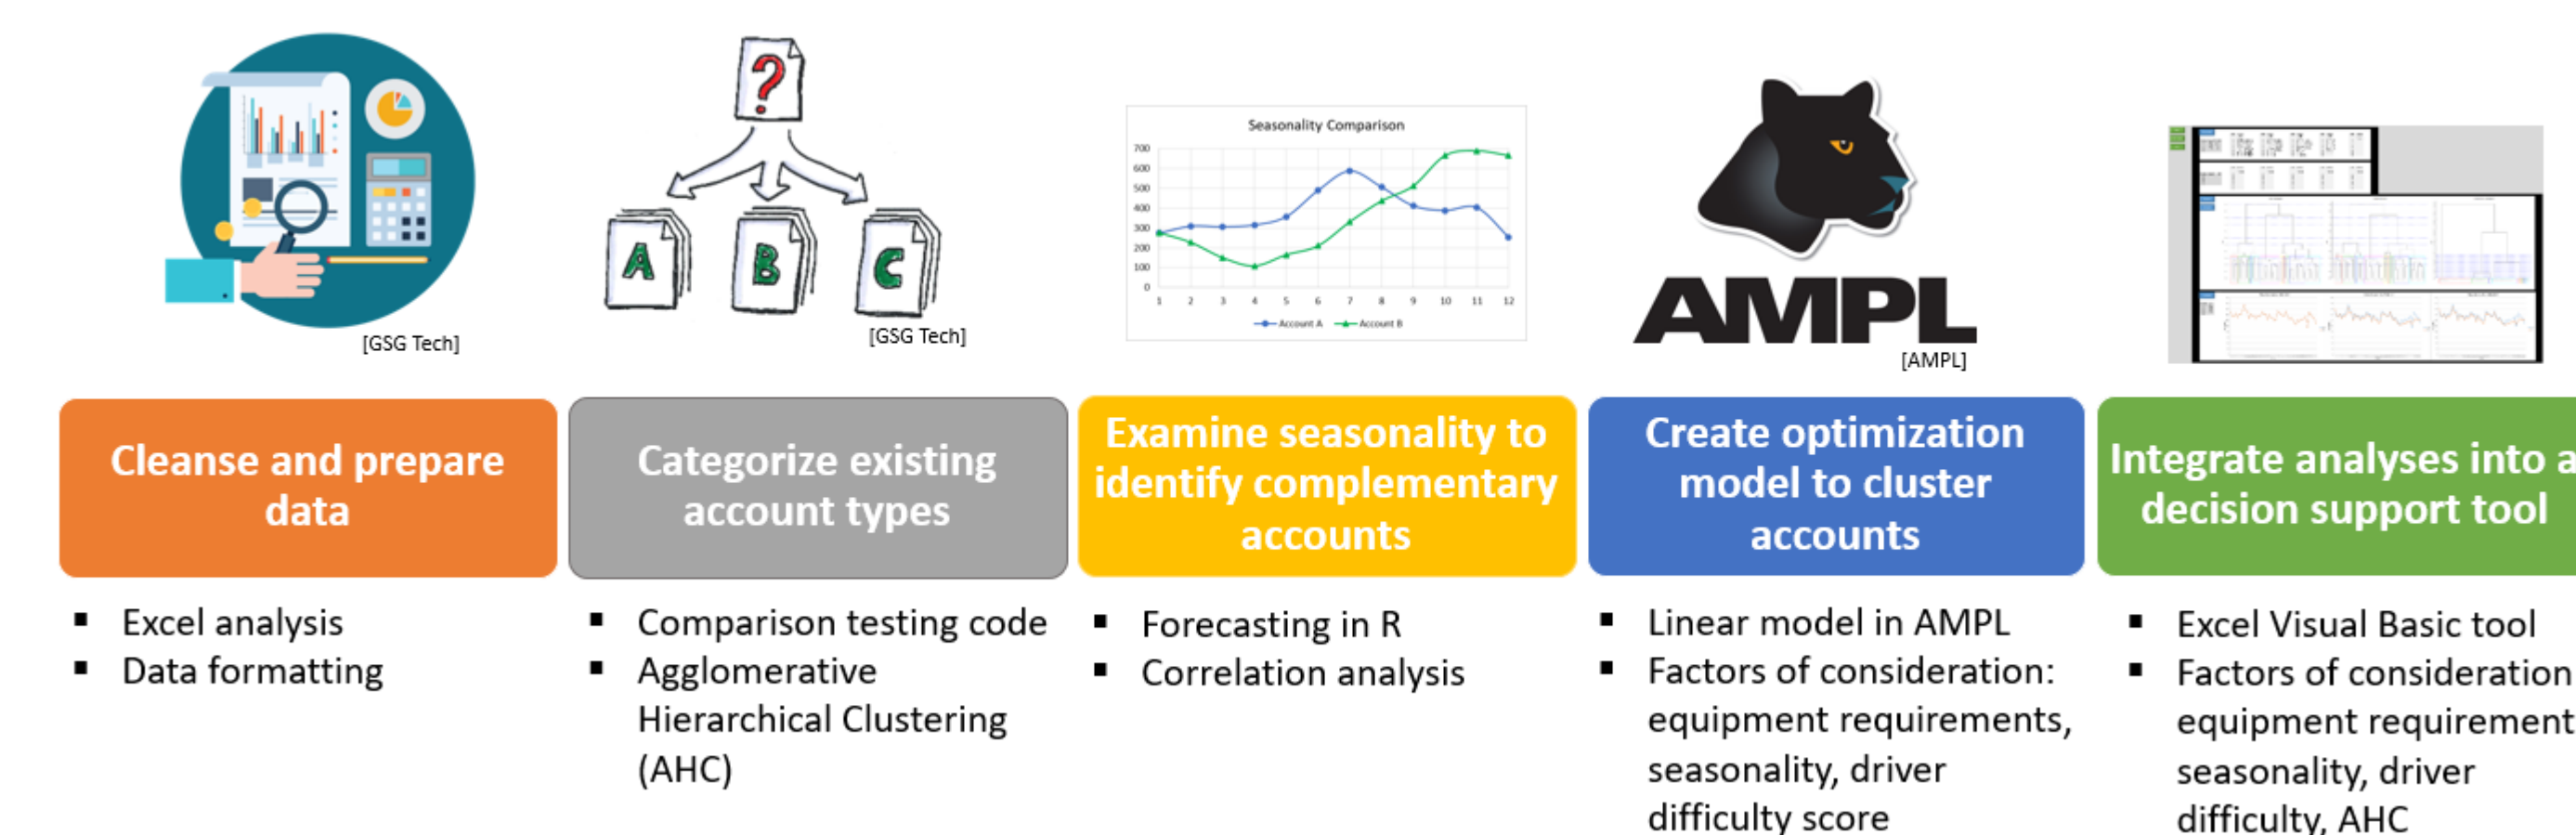 ?
A
B
C
[GSG Tech]
[GSG Tech]
Seasonality Comparison
700
600
500
400
300
200
100
0
1 2 3 4 5 6 7 8 9 10 11 12
Account A Account B
AMPL
[AMPL]
Cleanse and prepare
data
▪ Excel analysis
▪ Data formatting
Categorize existing
account types
▪ Comparison testing code
▪ Agglomerative
Hierarchical Clustering
(AHC)
Examine seasonality to
identify complementary
accounts
▪ Forecasting in R
▪ Correlation analysis
Create optimization
model to cluster
accounts
▪ Linear model in AMPL
▪ Factors of consideration:
equipment requirements,
seasonality, driver
difficulty score
Integrate analyses into a
decision support tool
▪ Excel Visual Basic tool
▪ Factors of consideration
equipment requirement
seasonality, driver
difficulty, AHC